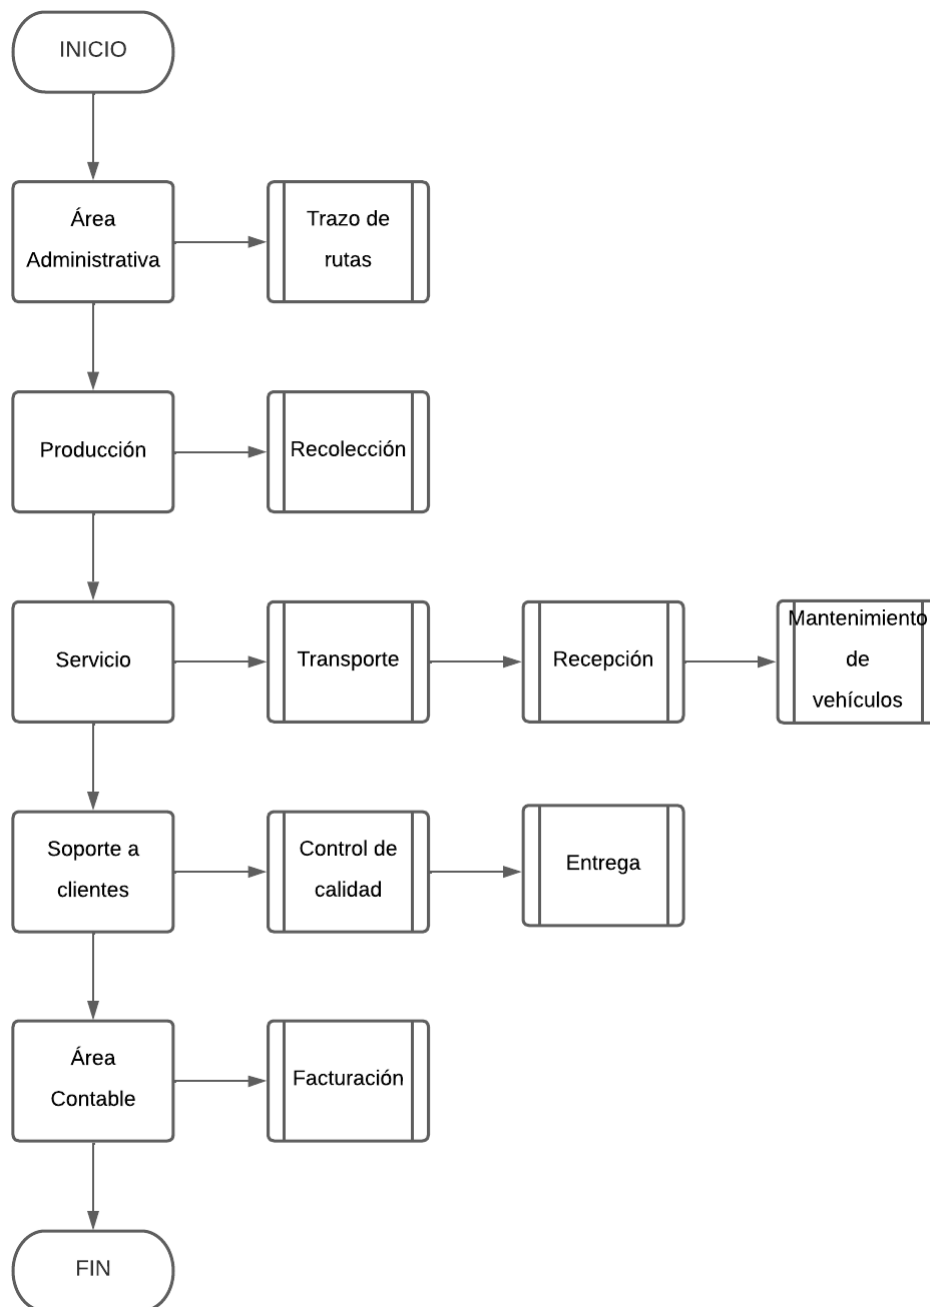 INICIO
Área
Administrativa
Trazo de
rutas
Producción
Recolección
Servicio
Transporte
Recepción
Mantenimiento
de
vehículos
Soporte a
clientes
Control de
calidad
Entrega
Área
Contable
Facturación
FIN